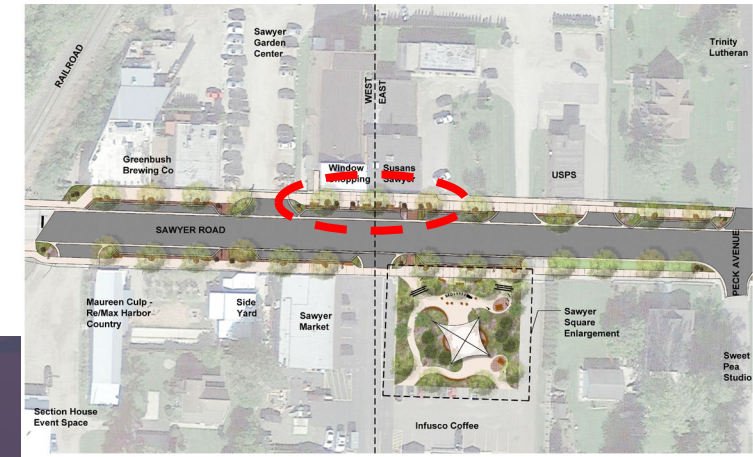 RAILROAD
Sawyer
Garden
Center
WEST
EAST
Trinity
Lutheran
Greenbush
Brewing Co
Window
Shopping
Susans
Sawyer
USPS
SAWYER ROAD
PECK AVENUE
Maureen Culp -
Re/Max Harbor
Country
Side
Yard
Sawyer
Market
Sawyer
Square
Enlargement
Sweet
Pea
Studio
Section House
Event Space
Infusco Coffee